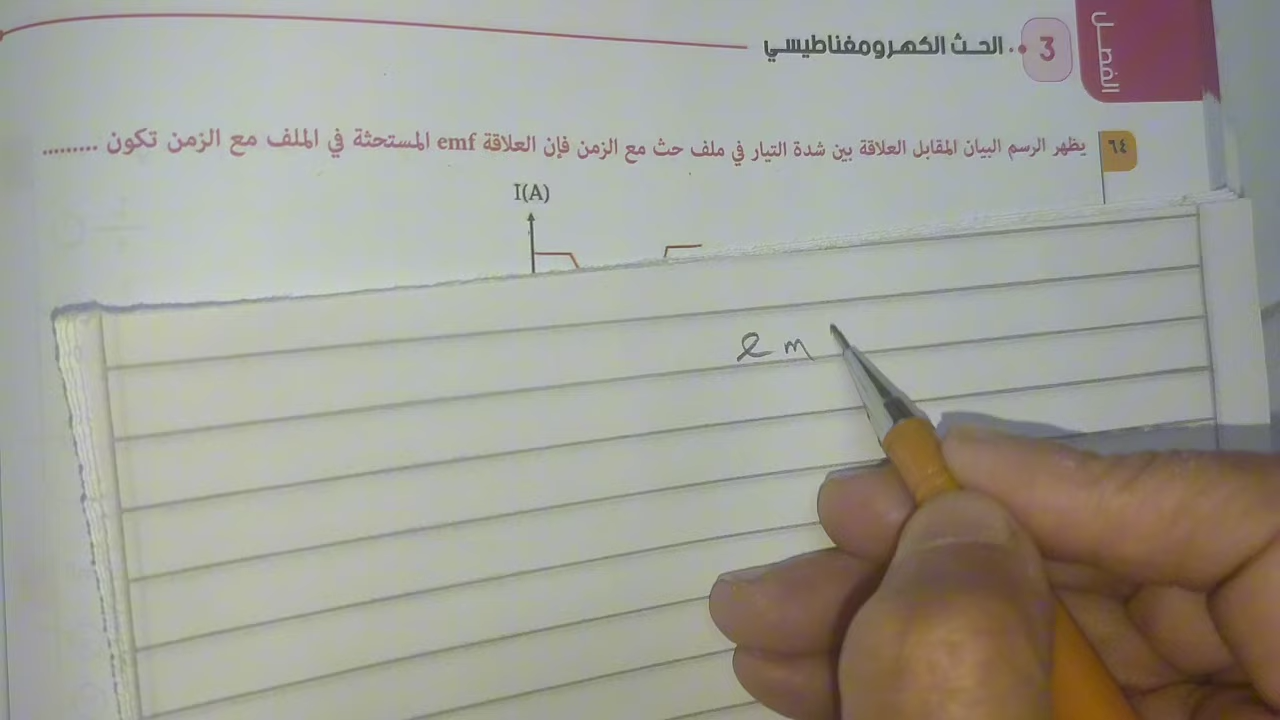 الفصل
3 الحث الكهرومغناطيسي
٦٤ يظهر الرسم البيان المقابل العلاقة بين شدة التيار في ملف حث مع الزمن فإن العلاقة emf المستحثة في الملف مع الزمن تكون .........
I(A)
em